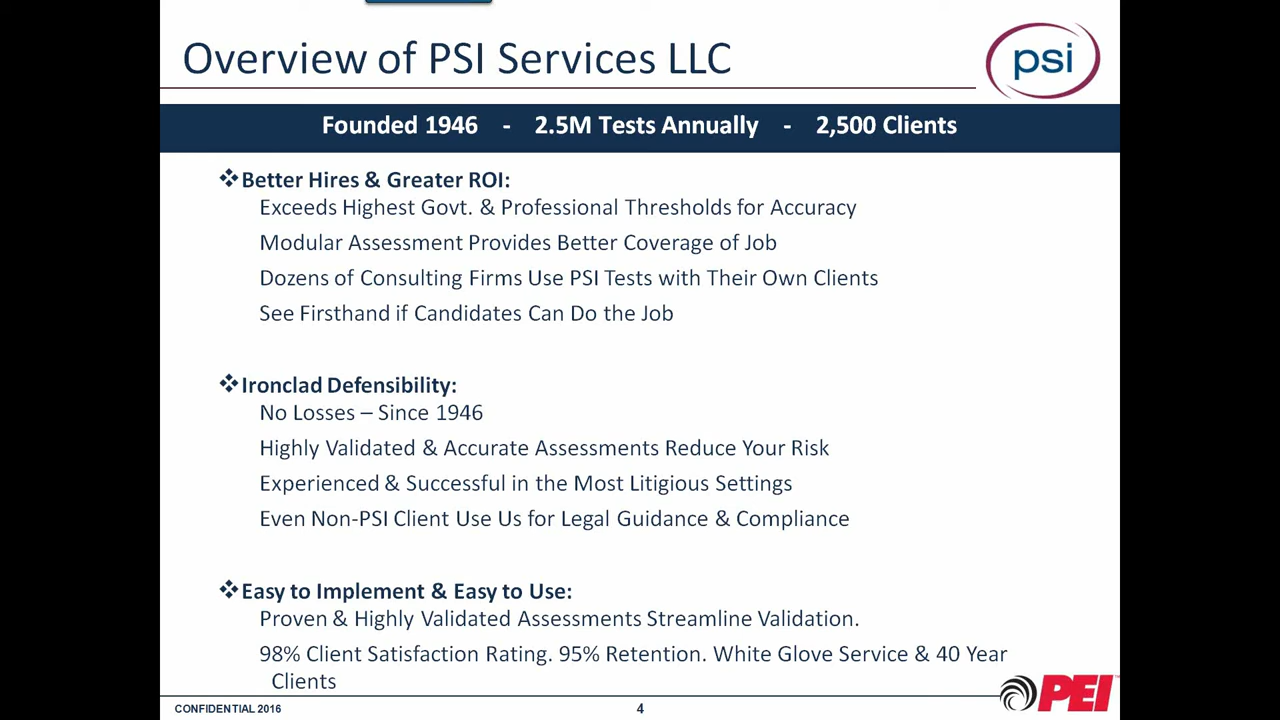 Overview of PSI Services LLC
psi
Founded 1946 - 2.5M Tests Annually - 2,500 Clients
❖Better Hires & Greater ROI:
Exceeds Highest Govt. & Professional Thresholds for Accuracy
Modular Assessment Provides Better Coverage of Job
Dozens of Consulting Firms Use PSI Tests with Their Own Clients
See Firsthand if Candidates Can Do the Job
❖Ironclad Defensibility:
No Losses – Since 1946
Highly Validated & Accurate Assessments Reduce Your Risk
Experienced & Successful in the Most Litigious Settings
Even Non-PSI Client Use Us for Legal Guidance & Compliance
❖Easy to Implement & Easy to Use:
Proven & Highly Validated Assessments Streamline Validation.
98% Client Satisfaction Rating. 95% Retention. White Glove Service & 40 Year
Clients
CONFIDENTIAL 2016
4
PEI